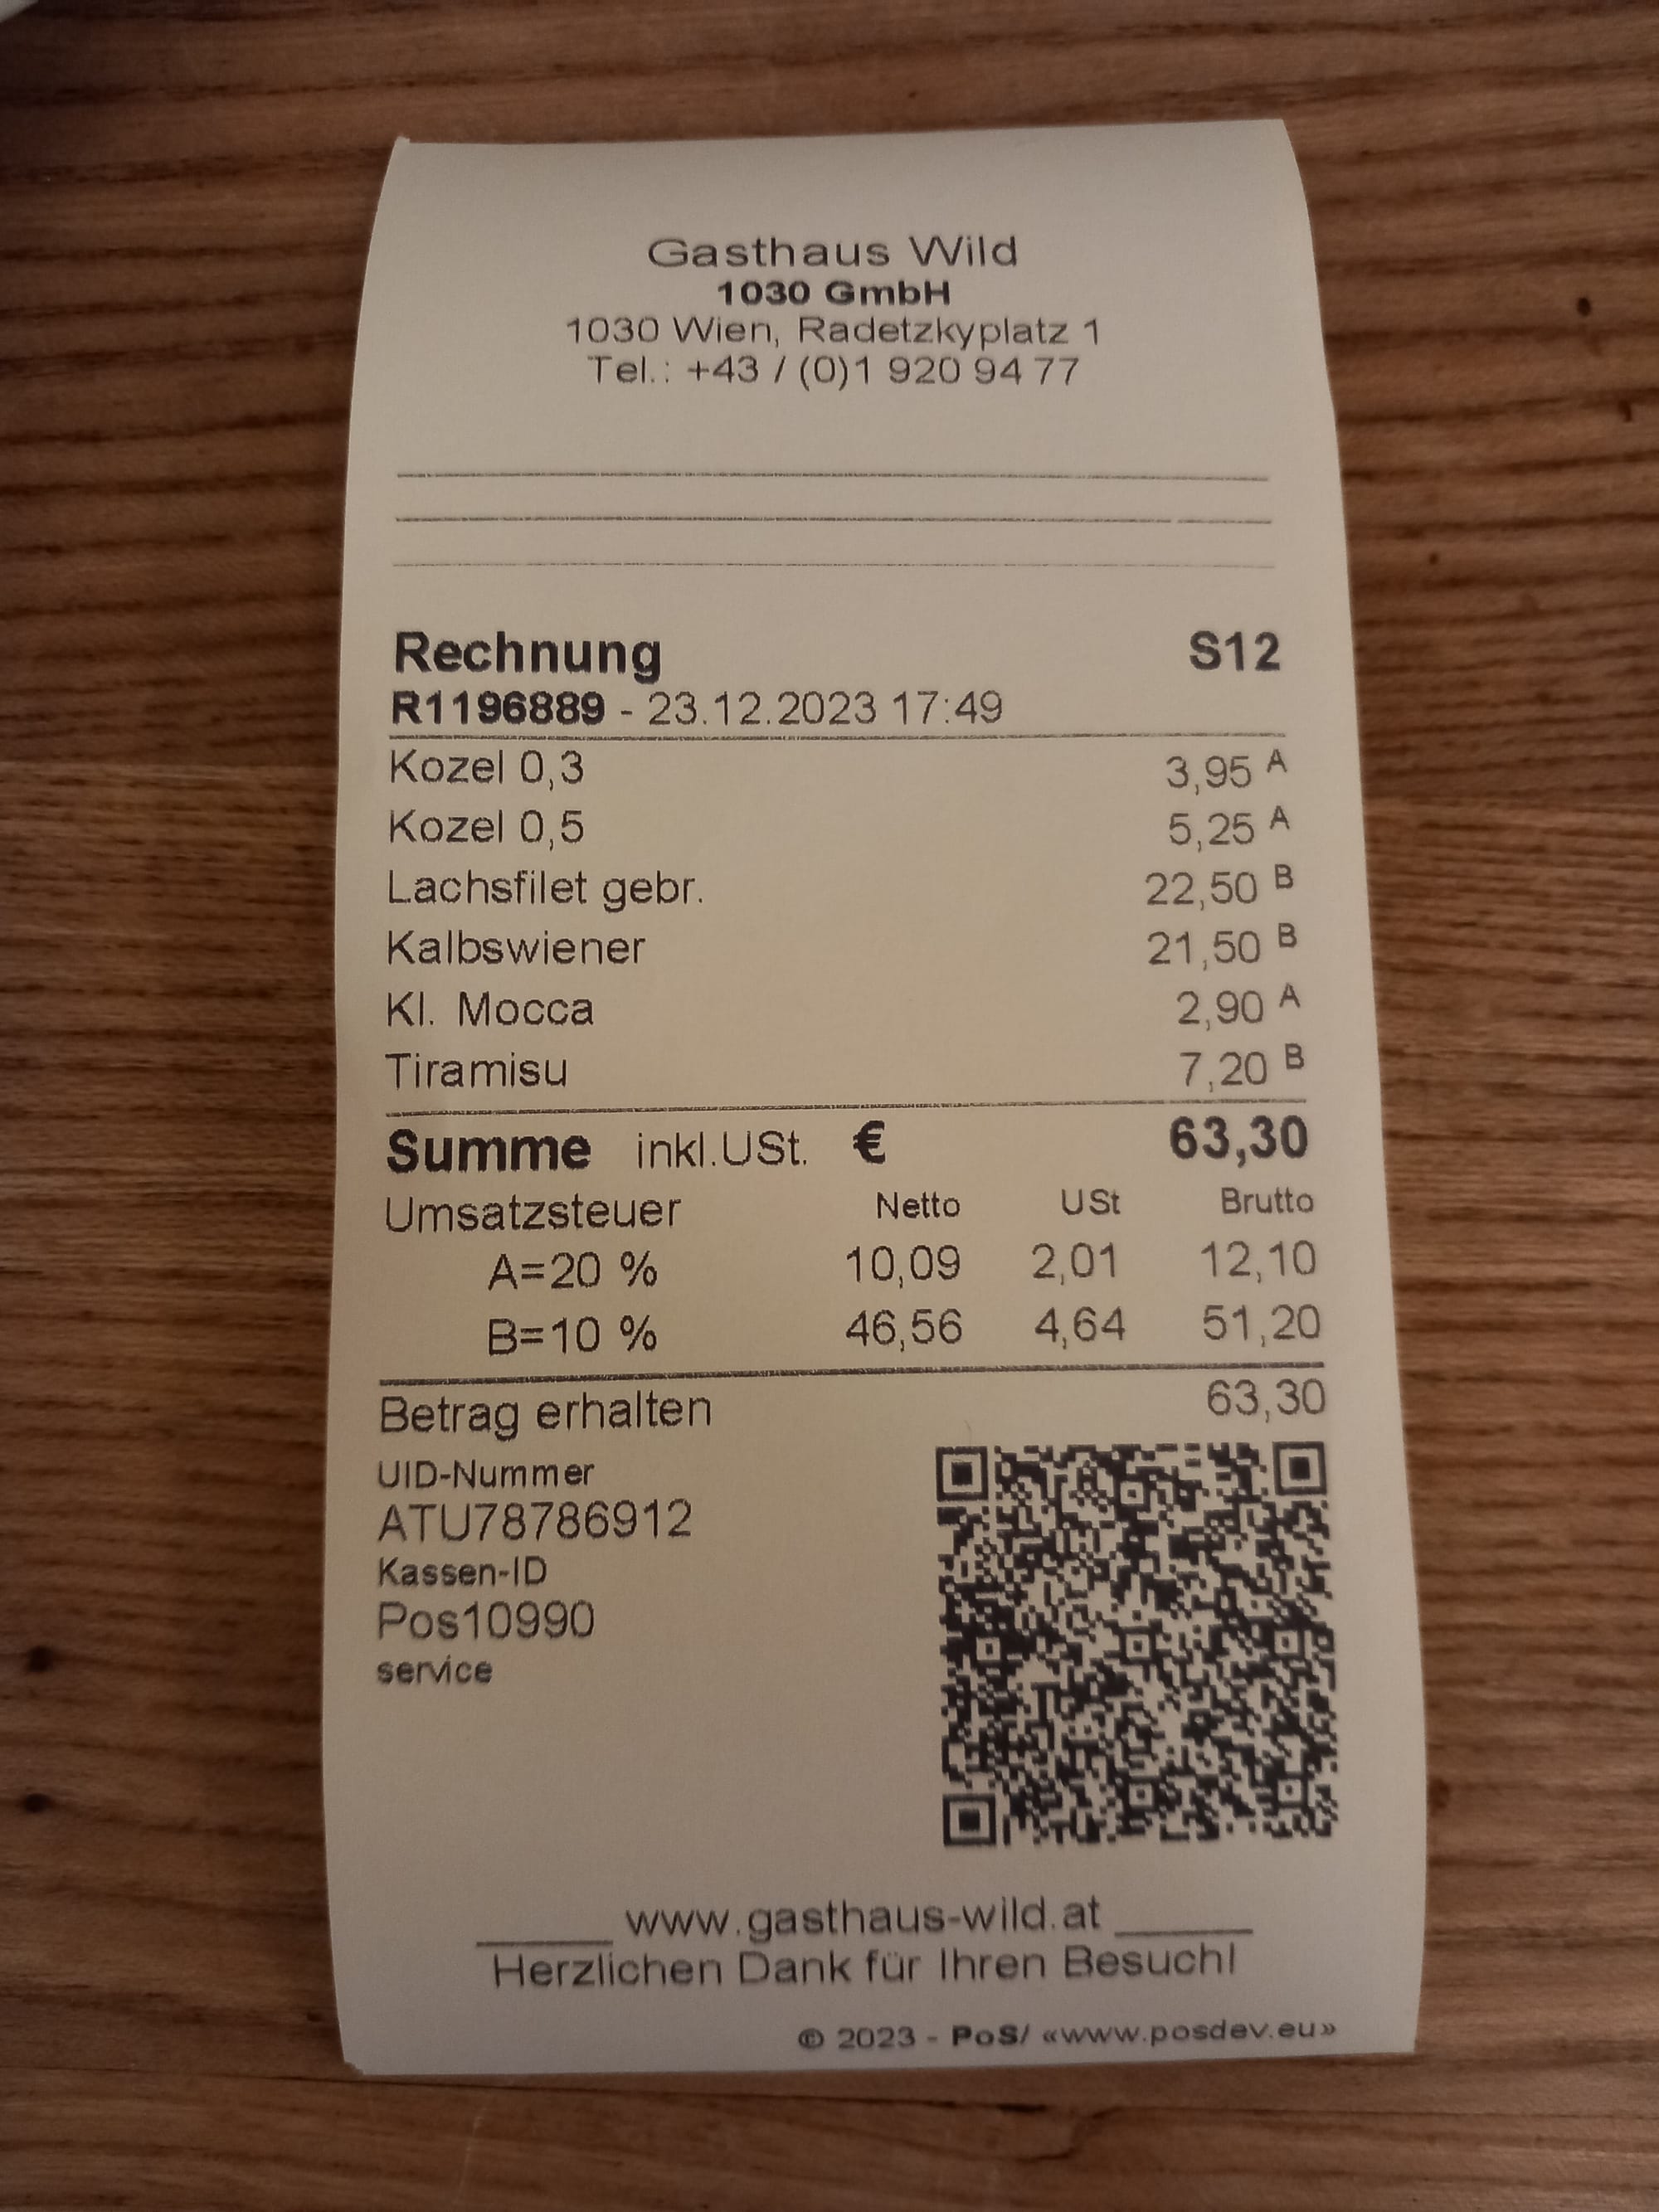 Gasthaus Wild
1030 GmbH
1030 Wien, Radetzkyplatz 1
Tel.: +43 / (0)1 920 94 77
Rechnung S12
R1196889 - 23.12.2023 17:49
Kozel 0,3 3,95 A
Kozel 0,5 5,25 A
Lachsfilet gebr. 22,50 B
Kalbswiener 21,50 B
Kl. Mocca 2,90 A
Tiramisu 7,20 B
Summe inkl.USt. € 63,30
Umsatzsteuer Netto USt Brutto
A=20 % 10,09 2,01 12,10
B=10 % 46,56 4,64 51,20
Betrag erhalten 63,30
UID-Nummer
ATU78786912
Kassen-ID
Pos10990
service
www.gasthaus-wild.at
Herzlichen Dank für Ihren Besuch!
© 2023 - PoS/ «www.posdev.eu»